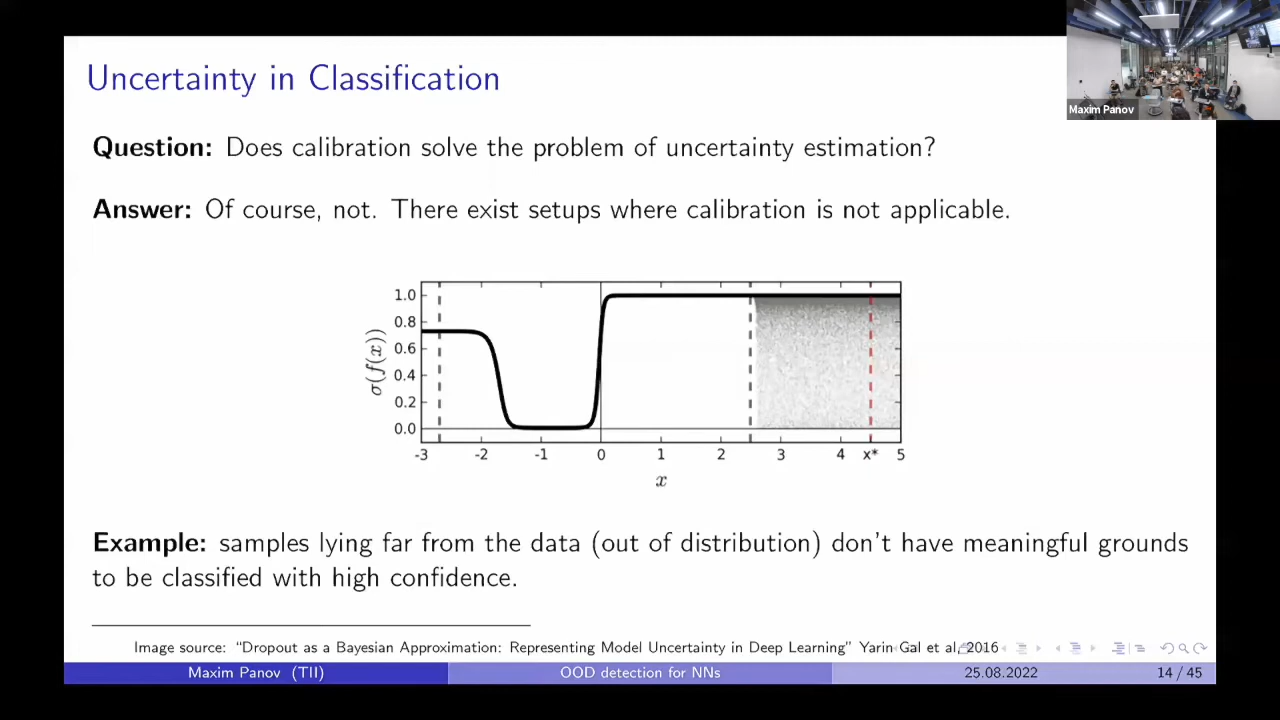 Uncertainty in Classification
Maxim Panov
Question: Does calibration solve the problem of uncertainty estimation?
Answer: Of course, not. There exist setups where calibration is not applicable.
1.0
0.8
0.6
0.4
0.2
0.0
σ(f(x))
-3 -2 -1 0 1 2 3 4 x* 5
x
Example: samples lying far from the data (out of distribution) don't have meaningful grounds
to be classified with high confidence.
Image source: "Dropout as a Bayesian Approximation: Representing Model Uncertainty in Deep Learning" Yarin Gal et al, 2016
Maxim Panov (TII) OOD detection for NNs 25.08.2022 14 / 45